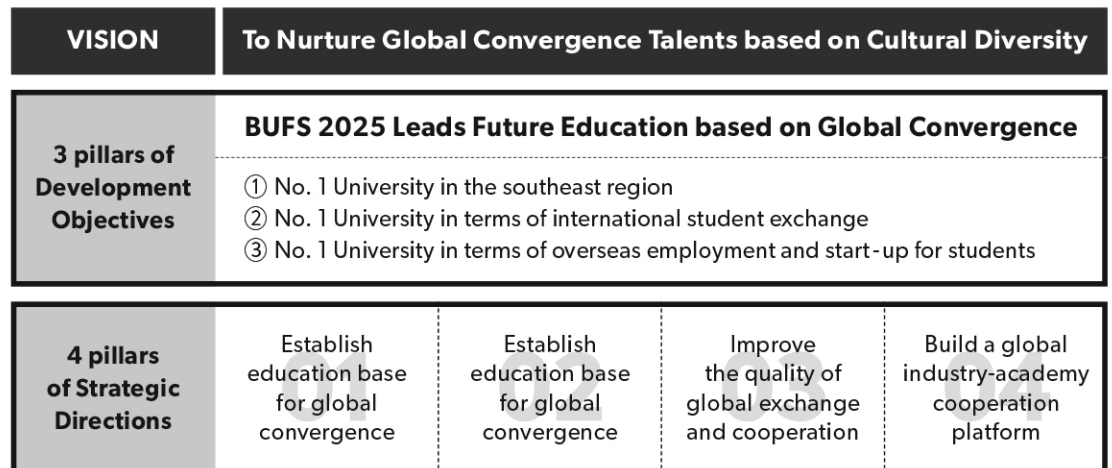 VISION
To Nurture Global Convergence Talents based on Cultural Diversity
3 pillars of
Development
Objectives
BUFS 2025 Leads Future Education based on Global Convergence
① No. 1 University in the southeast region
② No. 1 University in terms of international student exchange
③ No. 1 University in terms of overseas employment and start-up for students
4 pillars
of Strategic
Directions
01
Establish
education base
for global
convergence
02
Establish
education base
for global
convergence
03
Improve
the quality of
global exchange
and cooperation
04
Build a global
industry-academy
cooperation
platform